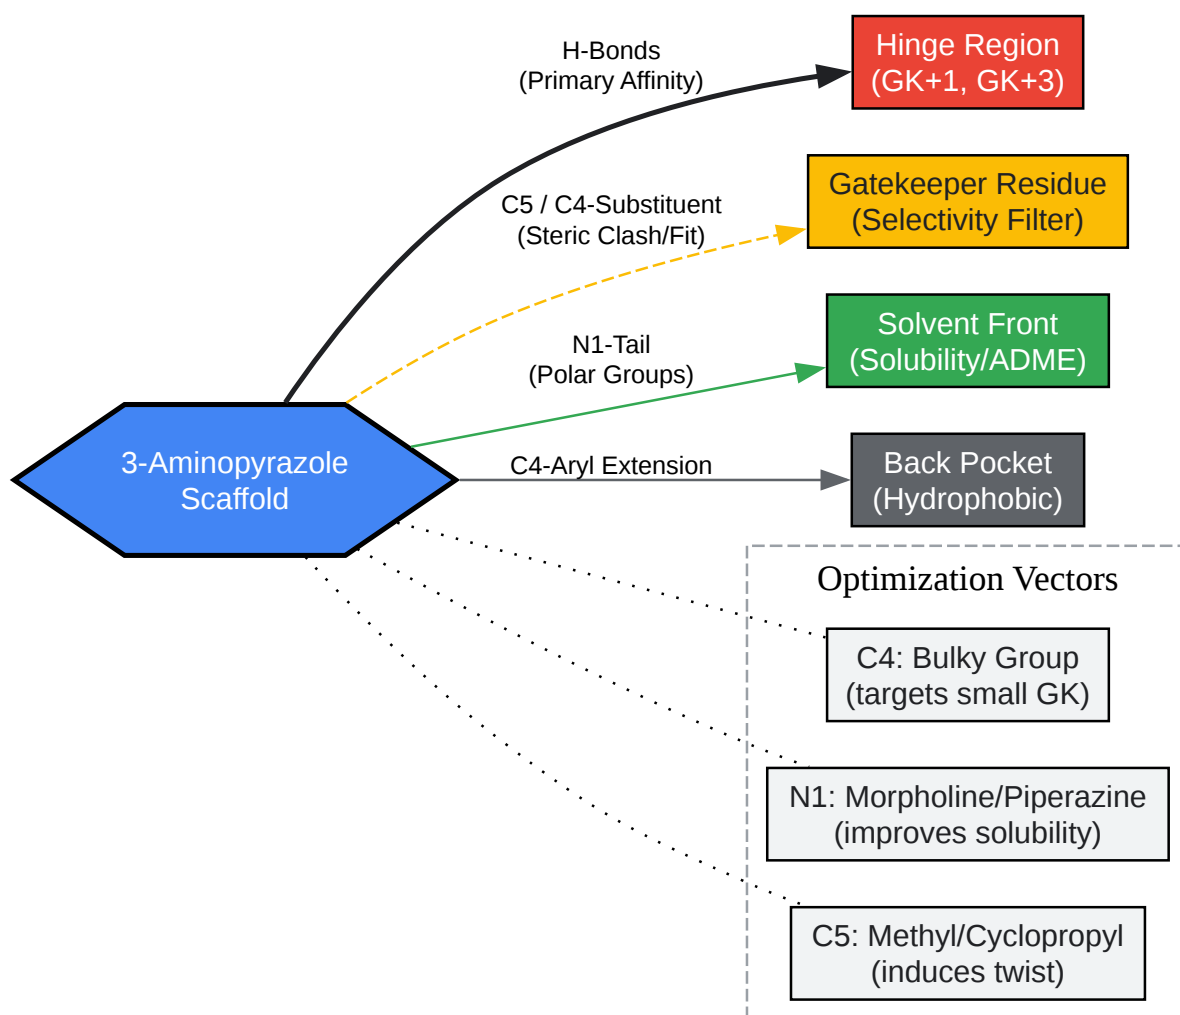 H-Bonds
(Primary Affinity)
Hinge Region
(GK+1, GK+3)
C5 / C4-Substituent
(Steric Clash/Fit)
Gatekeeper Residue
(Selectivity Filter)
N1-Tail
(Polar Groups)
Solvent Front
(Solubility/ADME)
3-Aminopyrazole
Scaffold
C4-Aryl Extension
Back Pocket
(Hydrophobic)
Optimization Vectors
C4: Bulky Group
(targets small GK)
N1: Morpholine/Piperazine
(improves solubility)
C5: Methyl/Cyclopropyl
(induces twist)